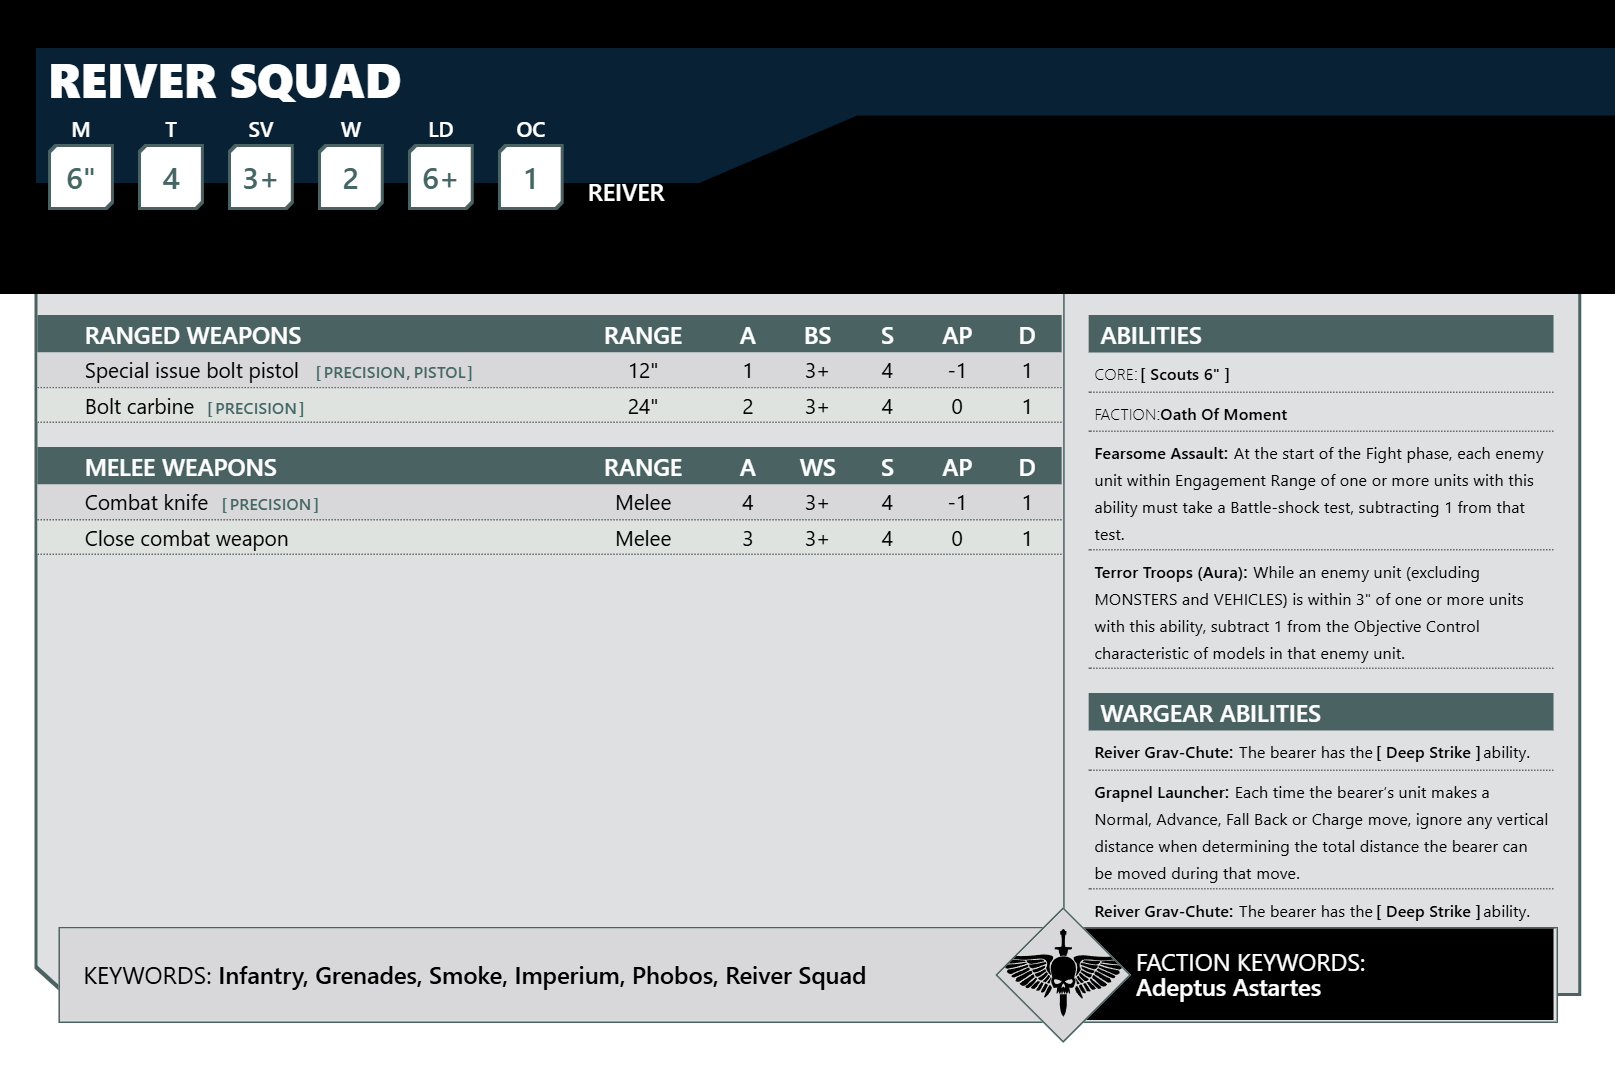 REIVER SQUAD
M T SV W LD OC
6" 4 3+ 2 6+ 1 REIVER
RANGED WEAPONS RANGE A BS S AP D
Special issue bolt pistol [PRECISION, PISTOL] 12" 1 3+ 4 -1 1
Bolt carbine [PRECISION] 24" 2 3+ 4 0 1
MELEE WEAPONS RANGE A WS S AP D
Combat knife [PRECISION] Melee 4 3+ 4 -1 1
Close combat weapon Melee 3 3+ 4 0 1
ABILITIES
CORE: [ Scouts 6" ]
FACTION:Oath Of Moment
Fearsome Assault: At the start of the Fight phase, each enemy
unit within Engagement Range of one or more units with this
ability must take a Battle-shock test, subtracting 1 from that
test.
Terror Troops (Aura): While an enemy unit (excluding
MONSTERS and VEHICLES) is within 3" of one or more units
with this ability, subtract 1 from the Objective Control
characteristic of models in that enemy unit.
WARGEAR ABILITIES
Reiver Grav-Chute: The bearer has the [ Deep Strike ] ability.
Grapnel Launcher: Each time the bearer's unit makes a
Normal, Advance, Fall Back or Charge move, ignore any vertical
distance when determining the total distance the bearer can
be moved during that move.
Reiver Grav-Chute: The bearer has the [ Deep Strike ] ability.
KEYWORDS: Infantry, Grenades, Smoke, Imperium, Phobos, Reiver Squad
FACTION KEYWORDS:
Adeptus Astartes